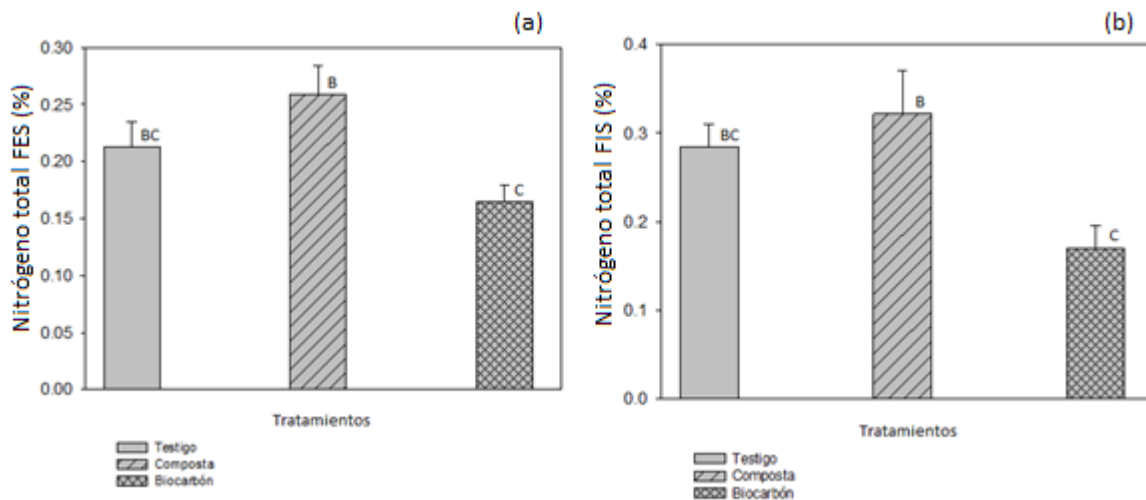 (a)
Nitrógeno total FES (%)
0.30
0.25
0.20
0.15
0.10
0.05
0.00
BC
B
C
Tratamientos
Testigo
Composta
Biocarbón
(b)
Nitrógeno total FIS (%)
0.4
0.3
0.2
0.1
0.0
BC
B
C
Tratamientos
Testigo
Composta
Biocarbón